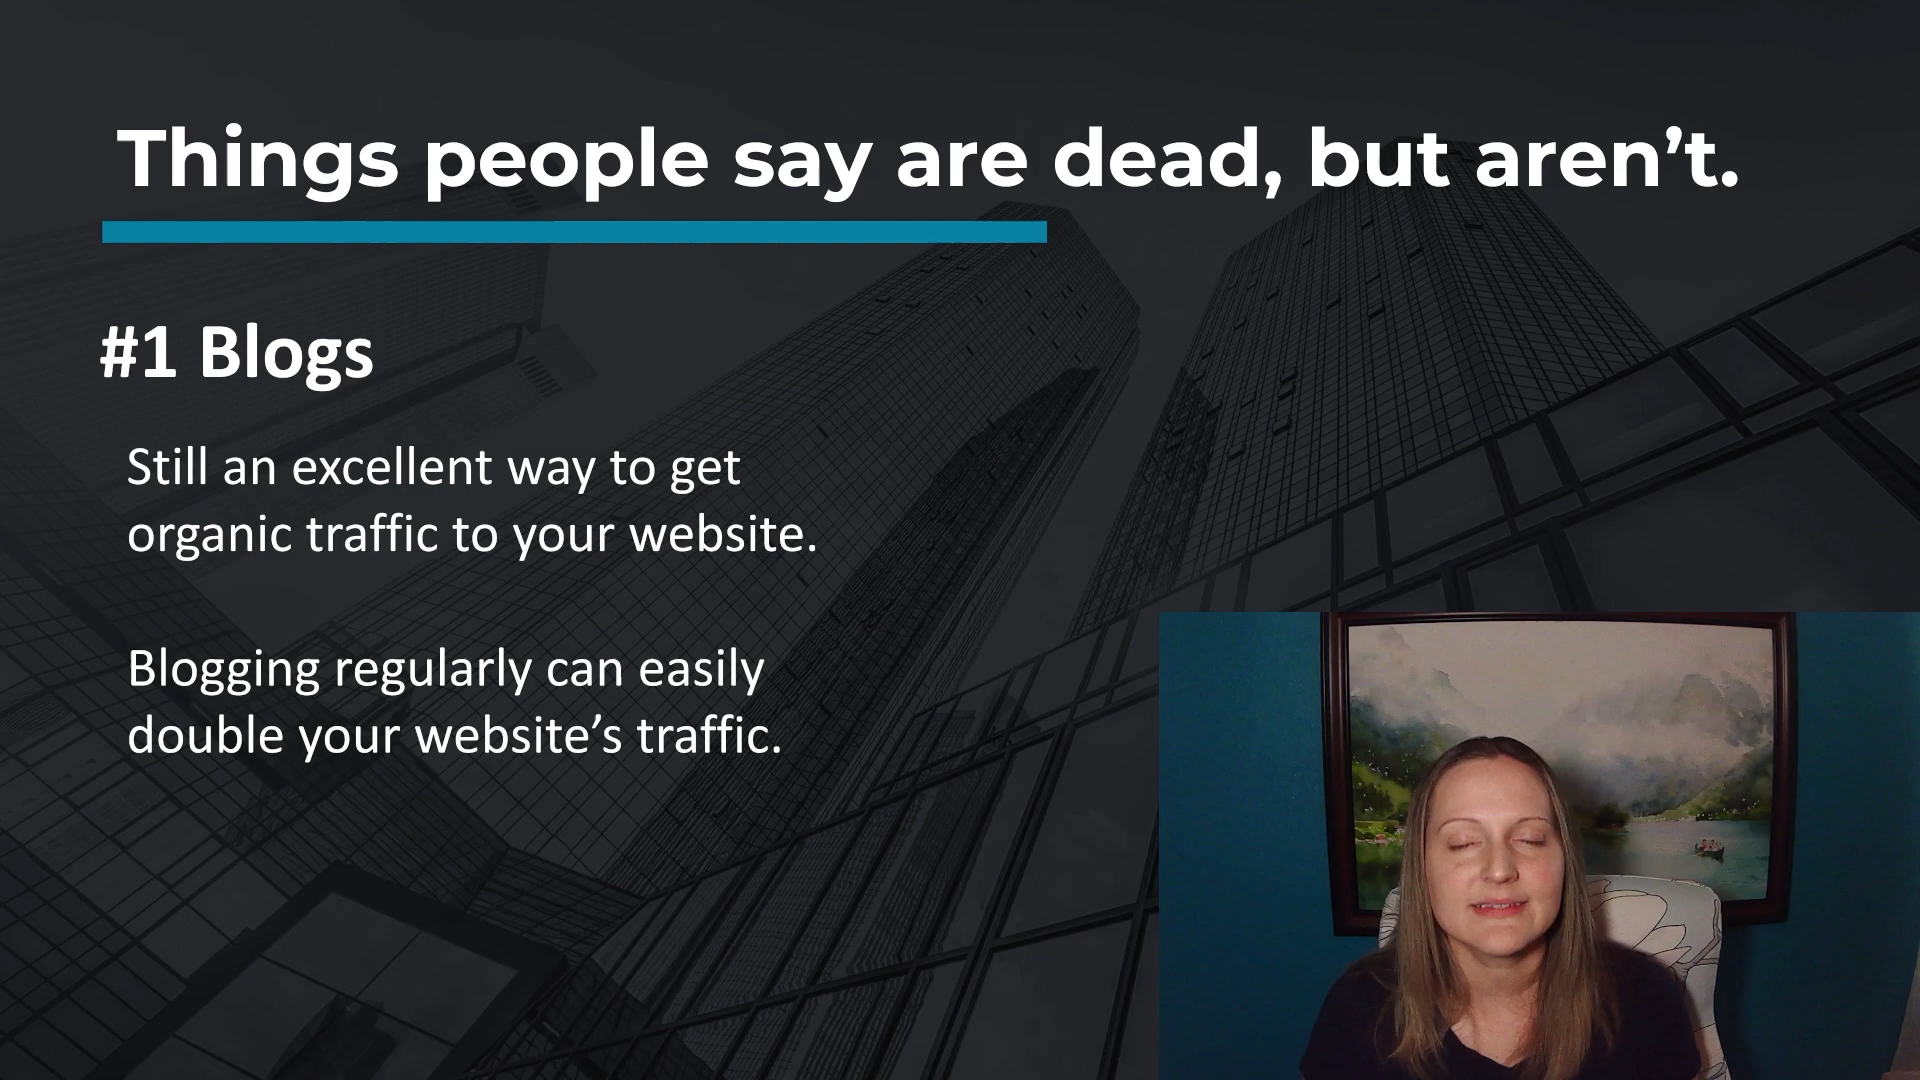 Things people say are dead, but aren’t.
#1 Blogs
Still an excellent way to get
organic traffic to your website.
Blogging regularly can easily
double your website’s traffic.